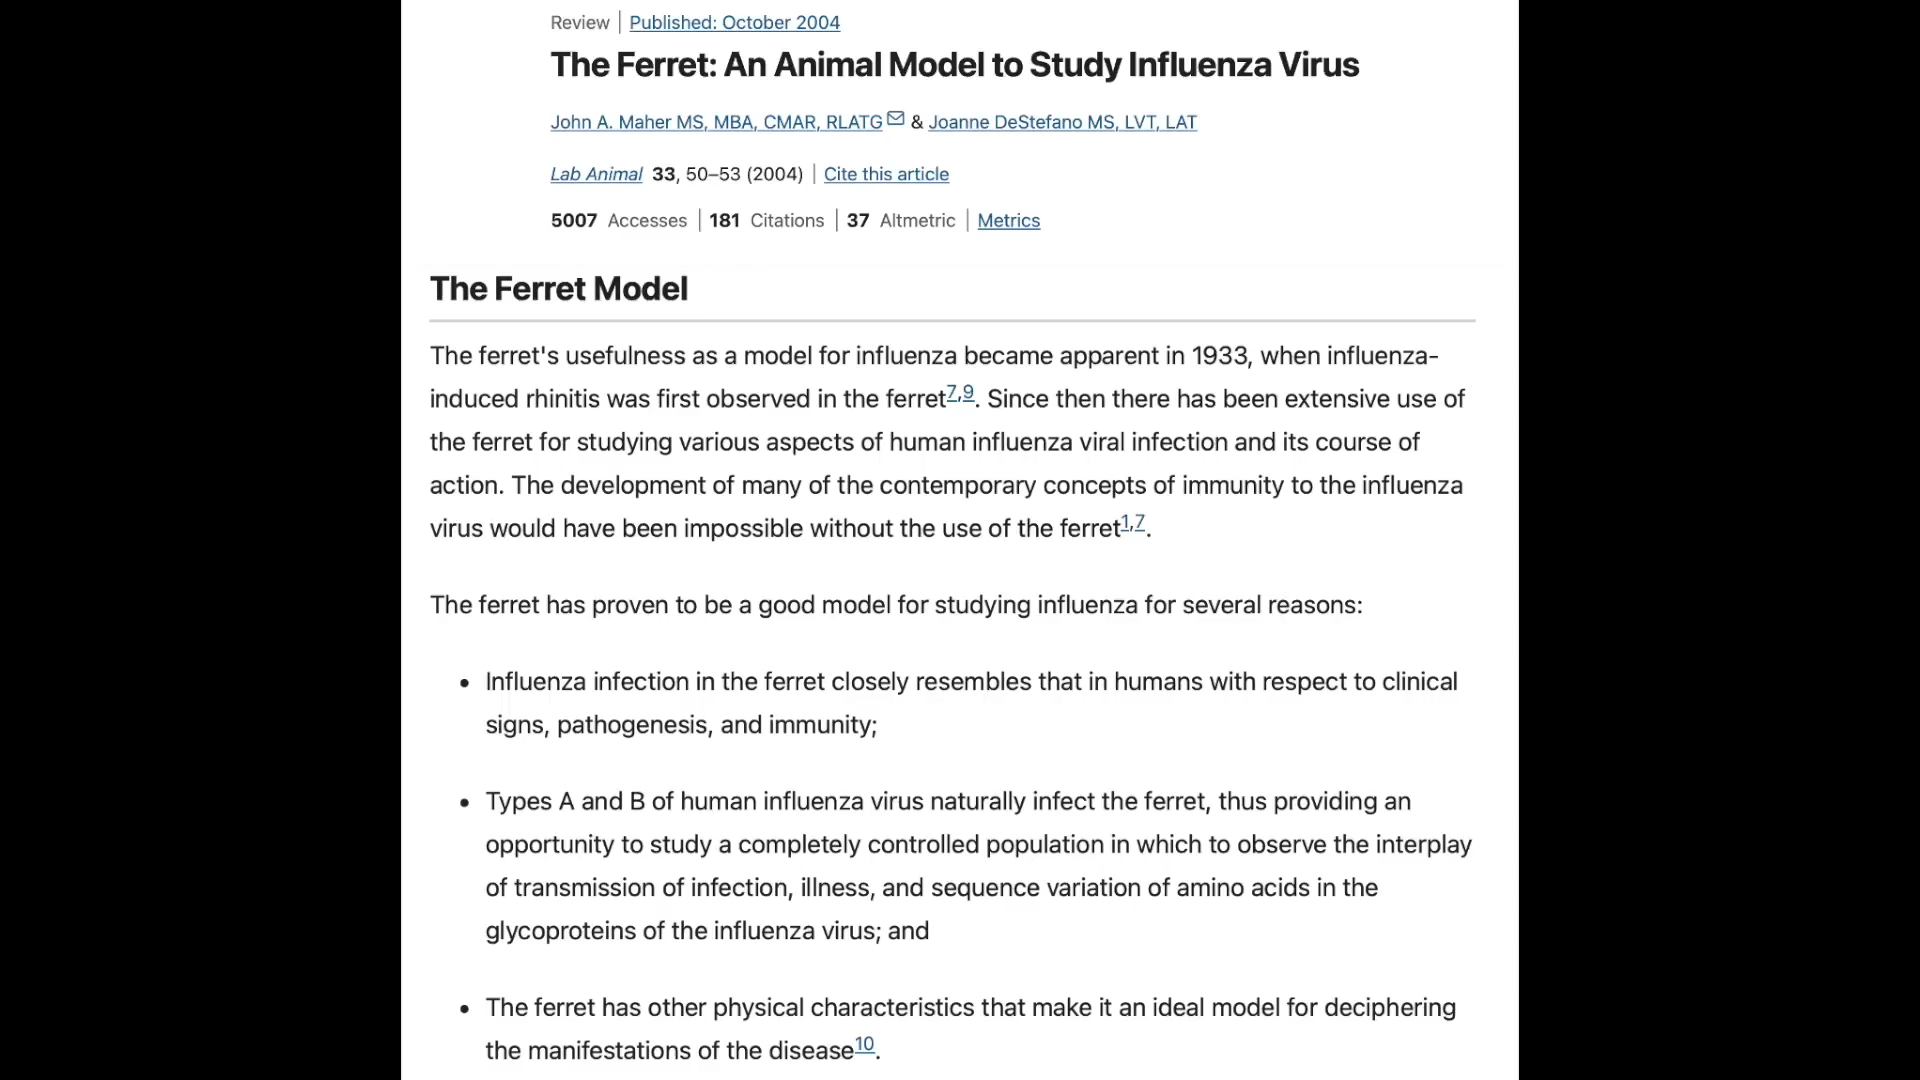 Review | Published: October 2004
The Ferret: An Animal Model to Study Influenza Virus
John A. Maher MS, MBA, CMAR, RLATG & Joanne DeStefano MS, LVT, LAT
Lab Animal 33, 50–53 (2004) | Cite this article
5007 Accesses | 181 Citations | 37 Altmetric | Metrics
The Ferret Model
The ferret's usefulness as a model for influenza became apparent in 1933, when influenza-
induced rhinitis was first observed in the ferret7,9. Since then there has been extensive use of
the ferret for studying various aspects of human influenza viral infection and its course of
action. The development of many of the contemporary concepts of immunity to the influenza
virus would have been impossible without the use of the ferret1,7.
The ferret has proven to be a good model for studying influenza for several reasons:
• Influenza infection in the ferret closely resembles that in humans with respect to clinical
signs, pathogenesis, and immunity;
• Types A and B of human influenza virus naturally infect the ferret, thus providing an
opportunity to study a completely controlled population in which to observe the interplay
of transmission of infection, illness, and sequence variation of amino acids in the
glycoproteins of the influenza virus; and
• The ferret has other physical characteristics that make it an ideal model for deciphering
the manifestations of the disease10.